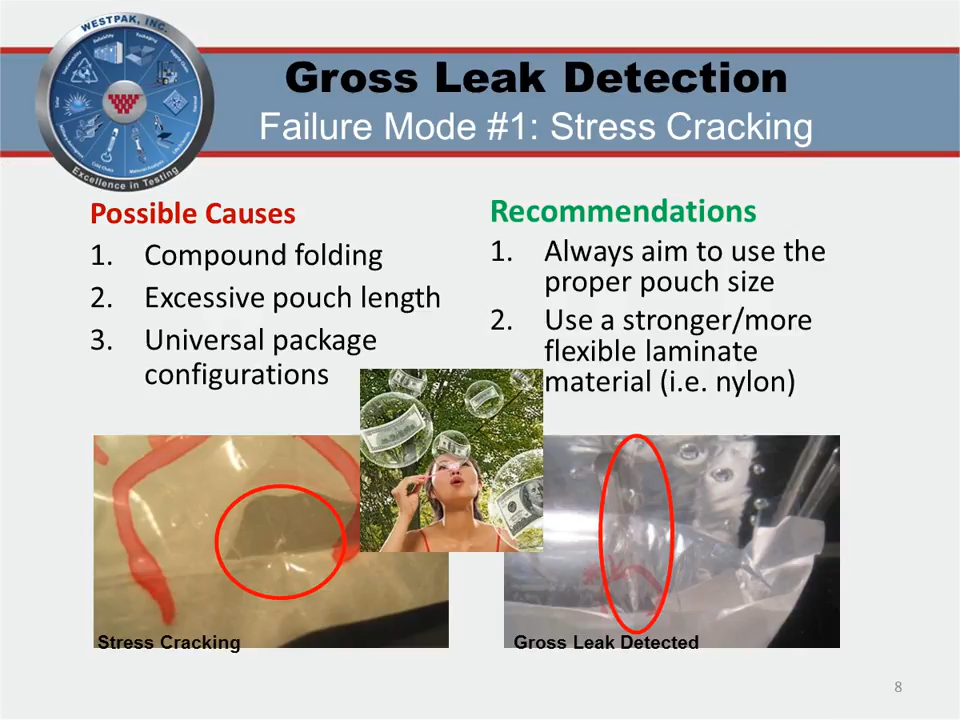 WESTPAK, INC.
Excellence in Testing
Gross Leak Detection
Failure Mode #1: Stress Cracking
Possible Causes
1. Compound folding
2. Excessive pouch length
3. Universal package
configurations
Recommendations
1. Always aim to use the
proper pouch size
2. Use a stronger/more
flexible laminate
material (i.e. nylon)
Stress Cracking
Gross Leak Detected
8